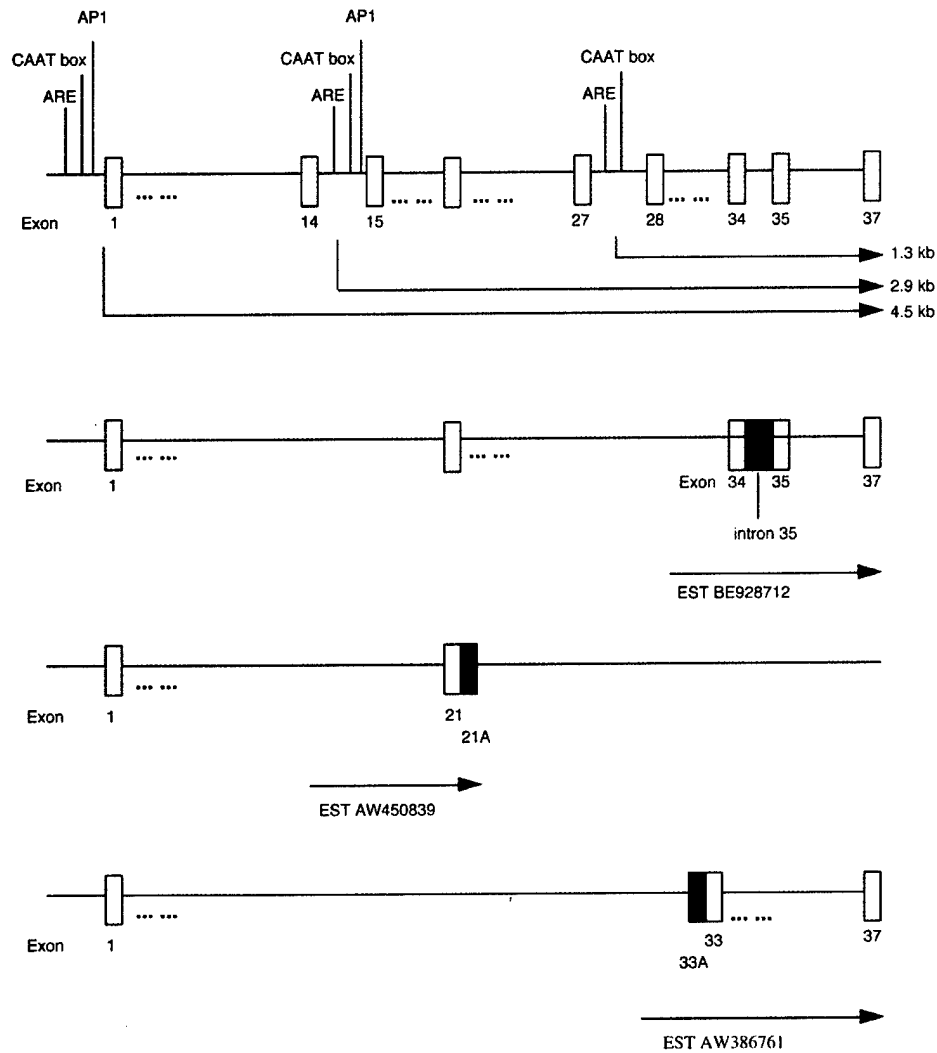 AP1 AP1
CAAT box CAAT box CAAT box
ARE ARE ARE
... ... ... ... ... ... ... ...
Exon 1 14 15 27 28 34 35 37
1.3 kb
2.9 kb
4.5 kb
... ... ... ...
Exon 1 Exon 34 35 37
intron 35
EST BE928712
... ...
Exon 1 21
21A
EST AW450839
... ... ... ...
Exon 1 33 37
33A
EST AW386761